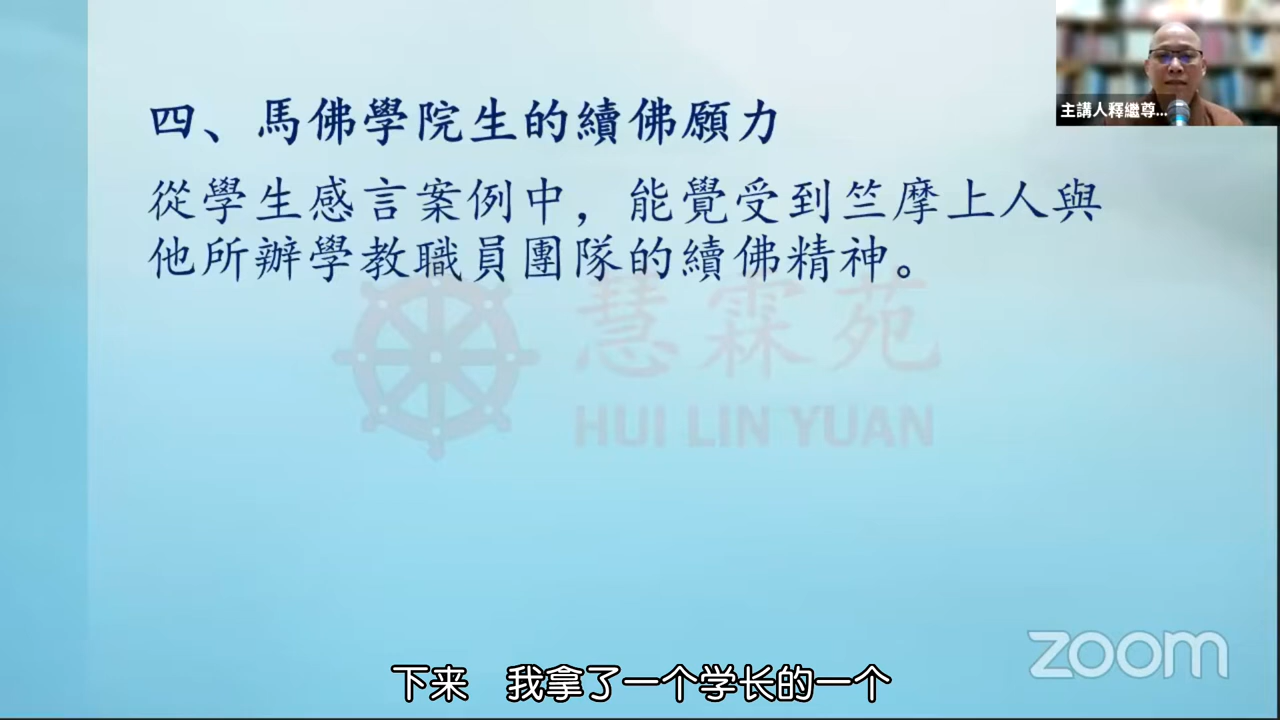 四、馬佛學院生的續佛願力
從學生感言案例中，能覺受到竺摩上人與
他所辦學教職員團隊的續佛精神。
慧霖苑
HUI LIN YUAN
主講人釋繼尊...
zoom
下来 我拿了一个学长的一个